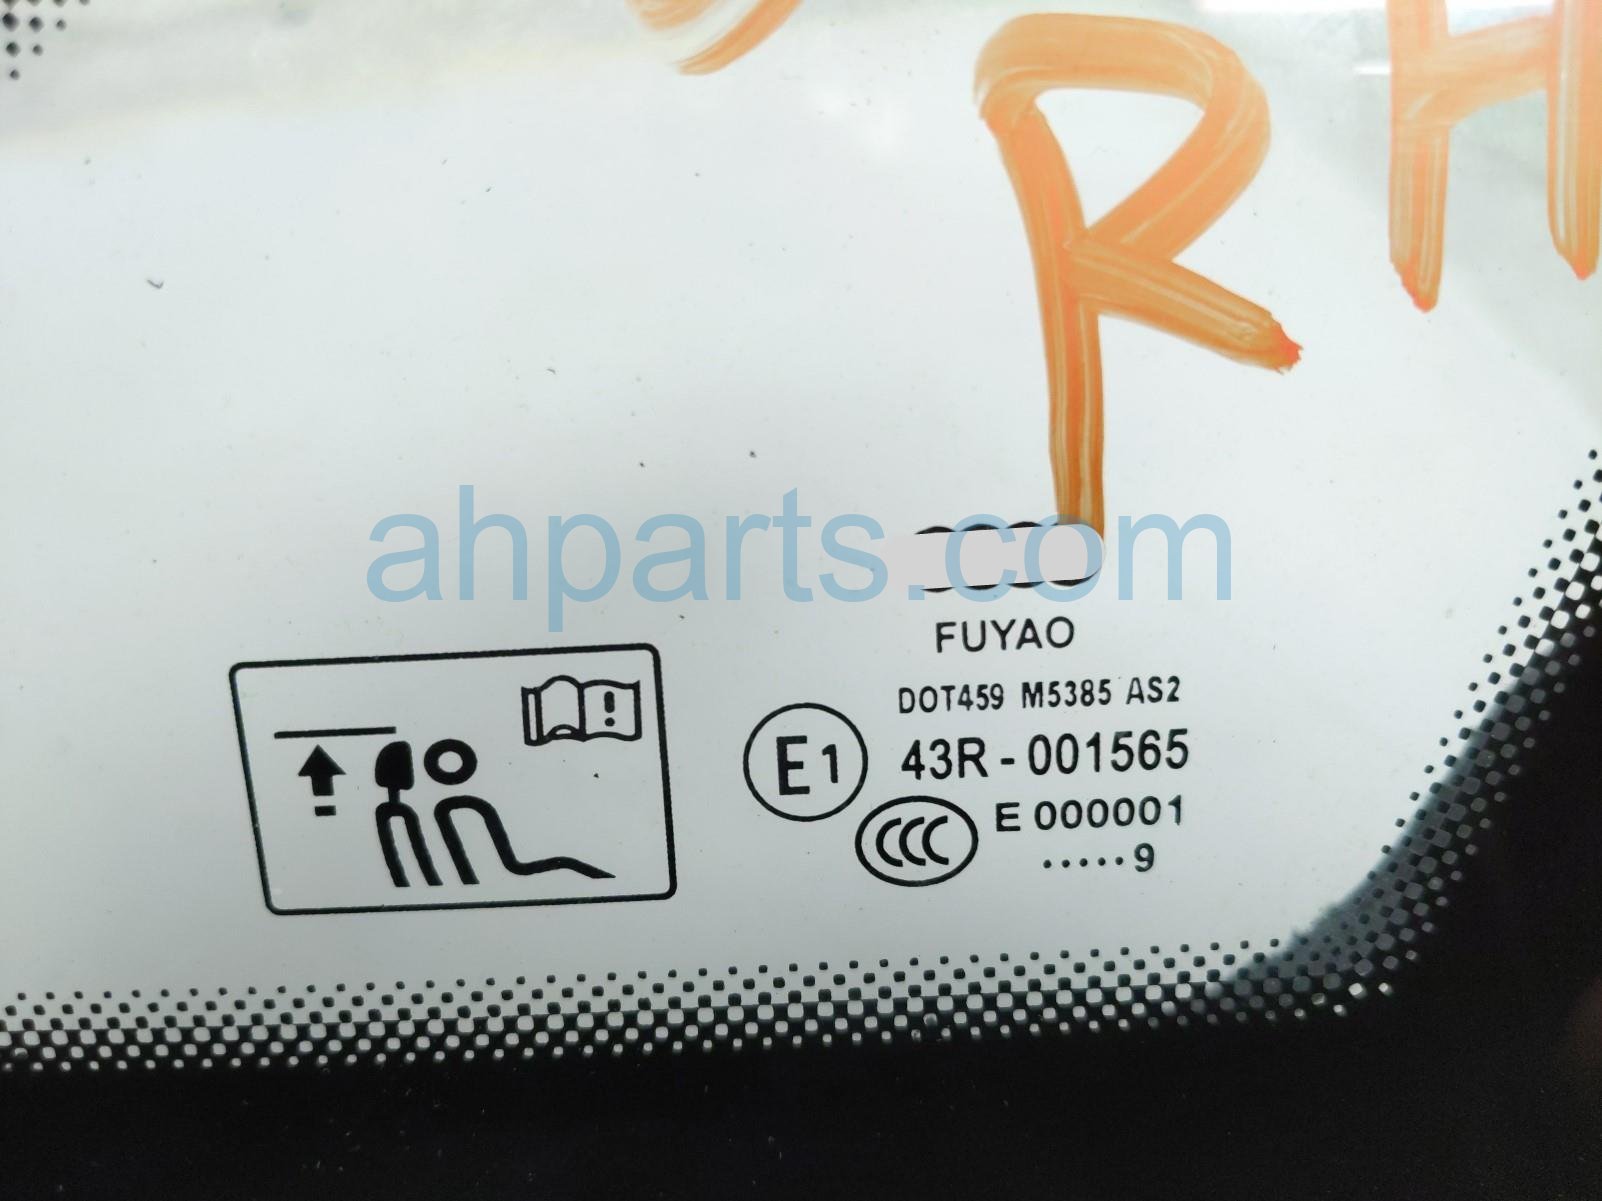 RH
ahparts.com
FUYAO
DOT459 M5385 AS2
E1 43R-001565
CCC E 000001
.....9